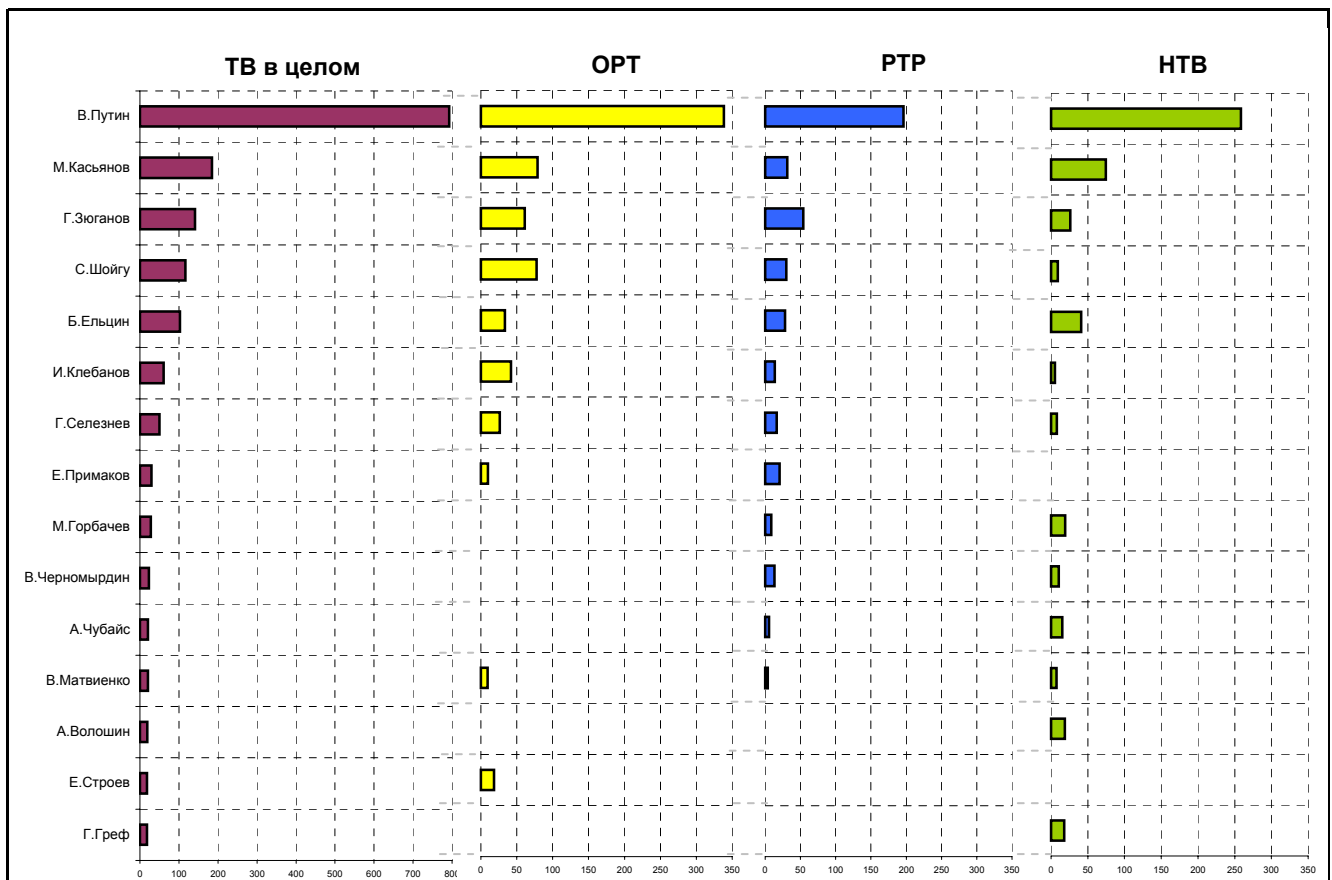 ТВ в целом ОРТ РТР НТВ
В.Путин
М.Касьянов
Г.Зюганов
С.Шойгу
Б.Ельцин
И.Клебанов
Г.Селезнев
Е.Примаков
М.Горбачев
В.Черномырдин
А.Чубайс
В.Матвиенко
А.Волошин
Е.Строев
Г.Греф
0 100 200 300 400 500 600 700 800 0 50 100 150 200 250 300 350 0 50 100 150 200 250 300 350 0 50 100 150 200 250 300 350